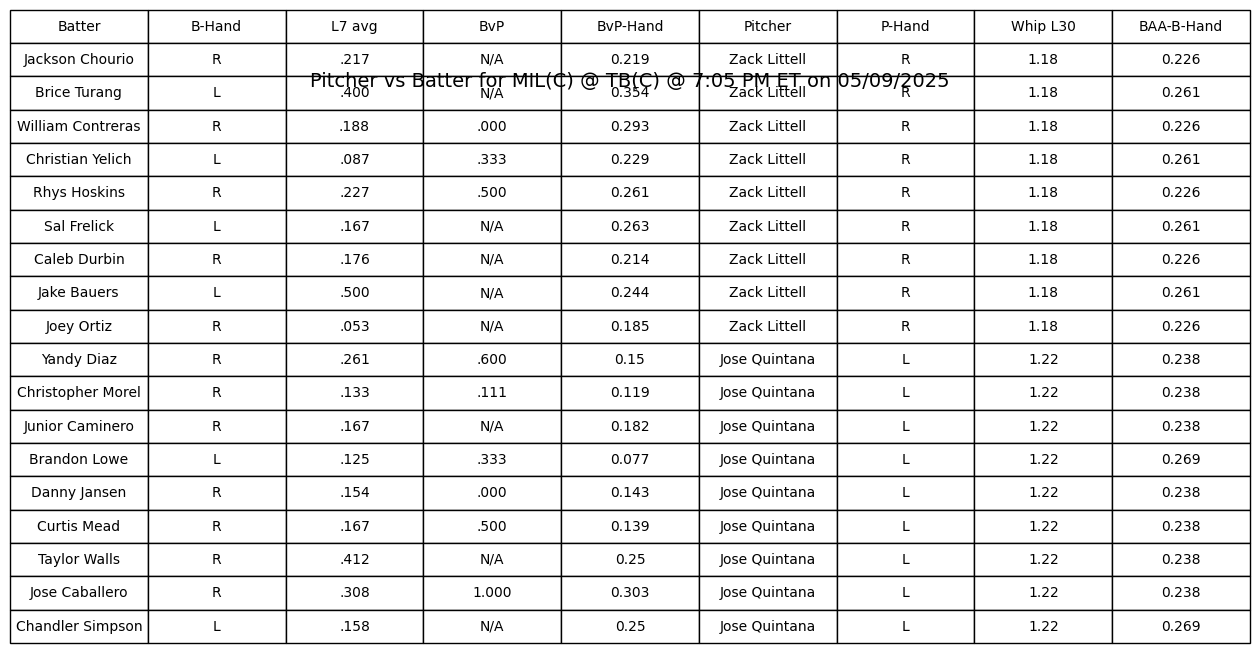 Batter B-Hand L7 avg BvP BvP-Hand Pitcher P-Hand Whip L30 BAA-B-Hand
Jackson Chourio R .217 N/A 0.219 Zack Littell R 1.18 0.226
Pitcher vs Batter for MIL(C) @ TB(C) @ 7:05 PM ET on 05/09/2025
Brice Turang L .400 N/A 0.354 Zack Littell R 1.18 0.261
William Contreras R .188 .000 0.293 Zack Littell R 1.18 0.226
Christian Yelich L .087 .333 0.229 Zack Littell R 1.18 0.261
Rhys Hoskins R .227 .500 0.261 Zack Littell R 1.18 0.226
Sal Frelick L .167 N/A 0.263 Zack Littell R 1.18 0.261
Caleb Durbin R .176 N/A 0.214 Zack Littell R 1.18 0.226
Jake Bauers L .500 N/A 0.244 Zack Littell R 1.18 0.261
Joey Ortiz R .053 N/A 0.185 Zack Littell R 1.18 0.226
Yandy Diaz R .261 .600 0.15 Jose Quintana L 1.22 0.238
Christopher Morel R .133 .111 0.119 Jose Quintana L 1.22 0.238
Junior Caminero R .167 N/A 0.182 Jose Quintana L 1.22 0.238
Brandon Lowe L .125 .333 0.077 Jose Quintana L 1.22 0.269
Danny Jansen R .154 .000 0.143 Jose Quintana L 1.22 0.238
Curtis Mead R .167 .500 0.139 Jose Quintana L 1.22 0.238
Taylor Walls R .412 N/A 0.25 Jose Quintana L 1.22 0.238
Jose Caballero R .308 1.000 0.303 Jose Quintana L 1.22 0.238
Chandler Simpson L .158 N/A 0.25 Jose Quintana L 1.22 0.269